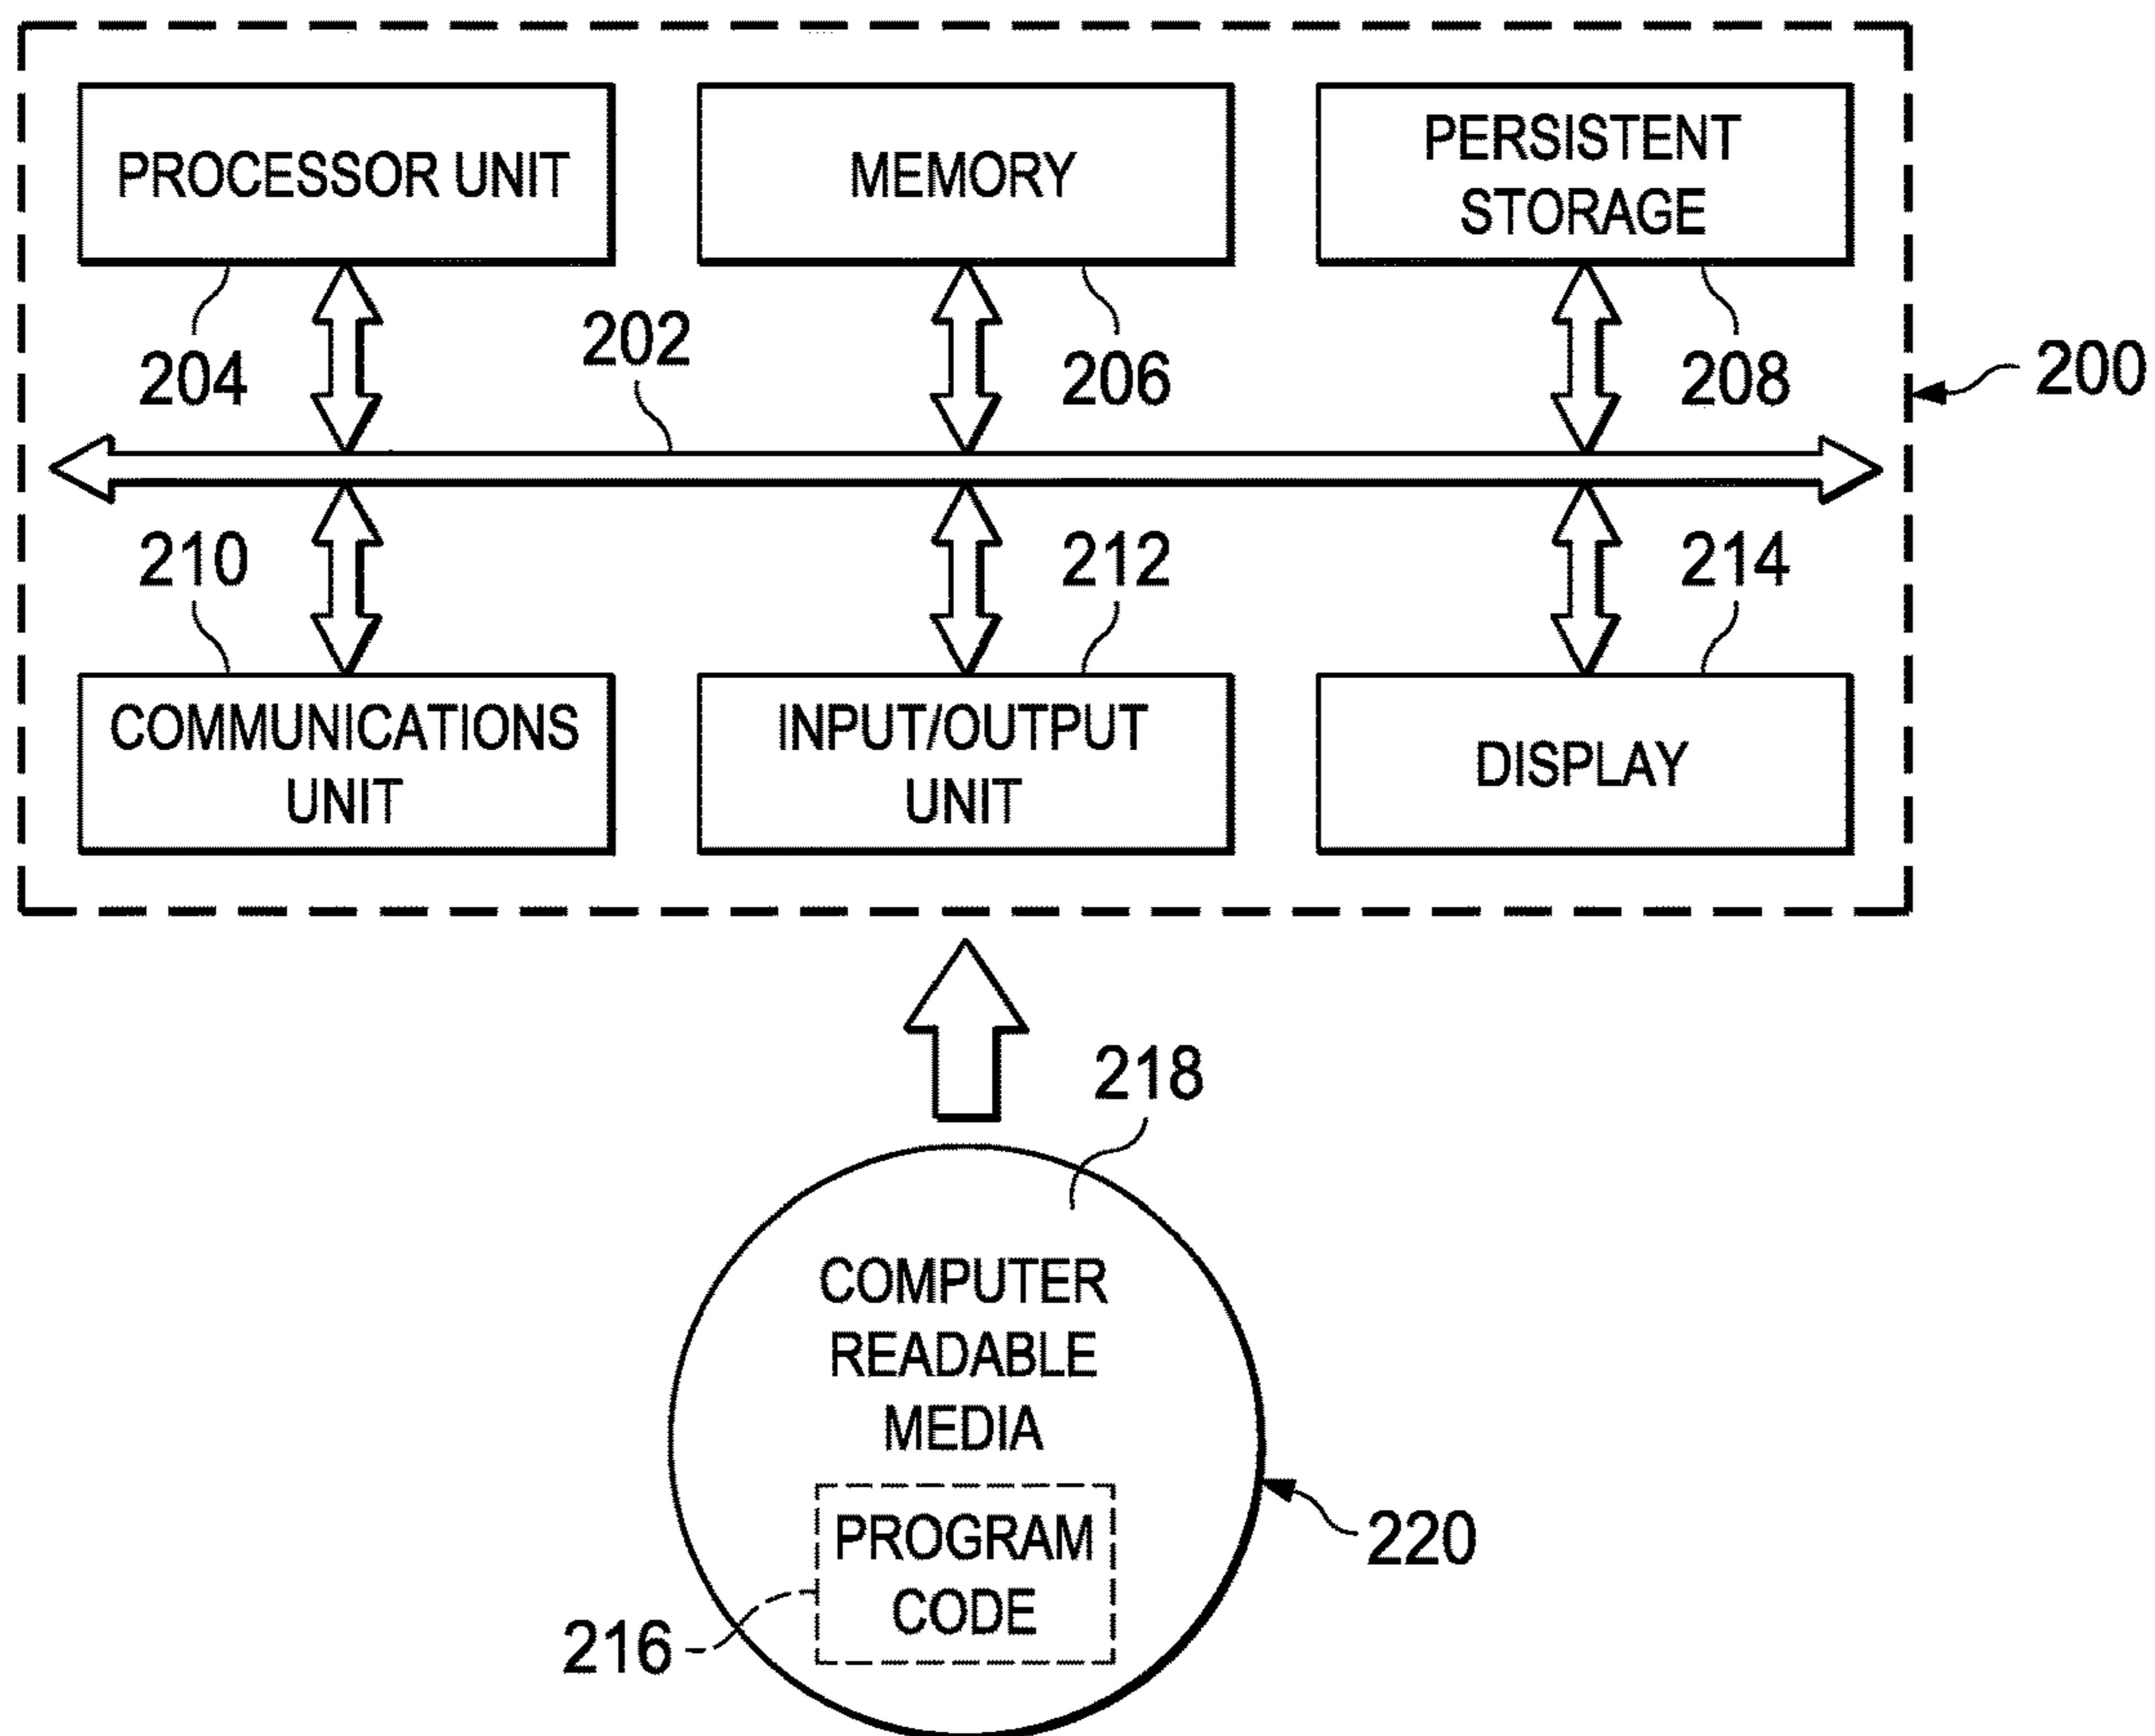 PROCESSOR UNIT
MEMORY
PERSISTENT
STORAGE
204
202
206
208
200
210
212
214
COMMUNICATIONS
UNIT
INPUT/OUTPUT
UNIT
DISPLAY
218
COMPUTER
READABLE
MEDIA
PROGRAM
CODE
220
216